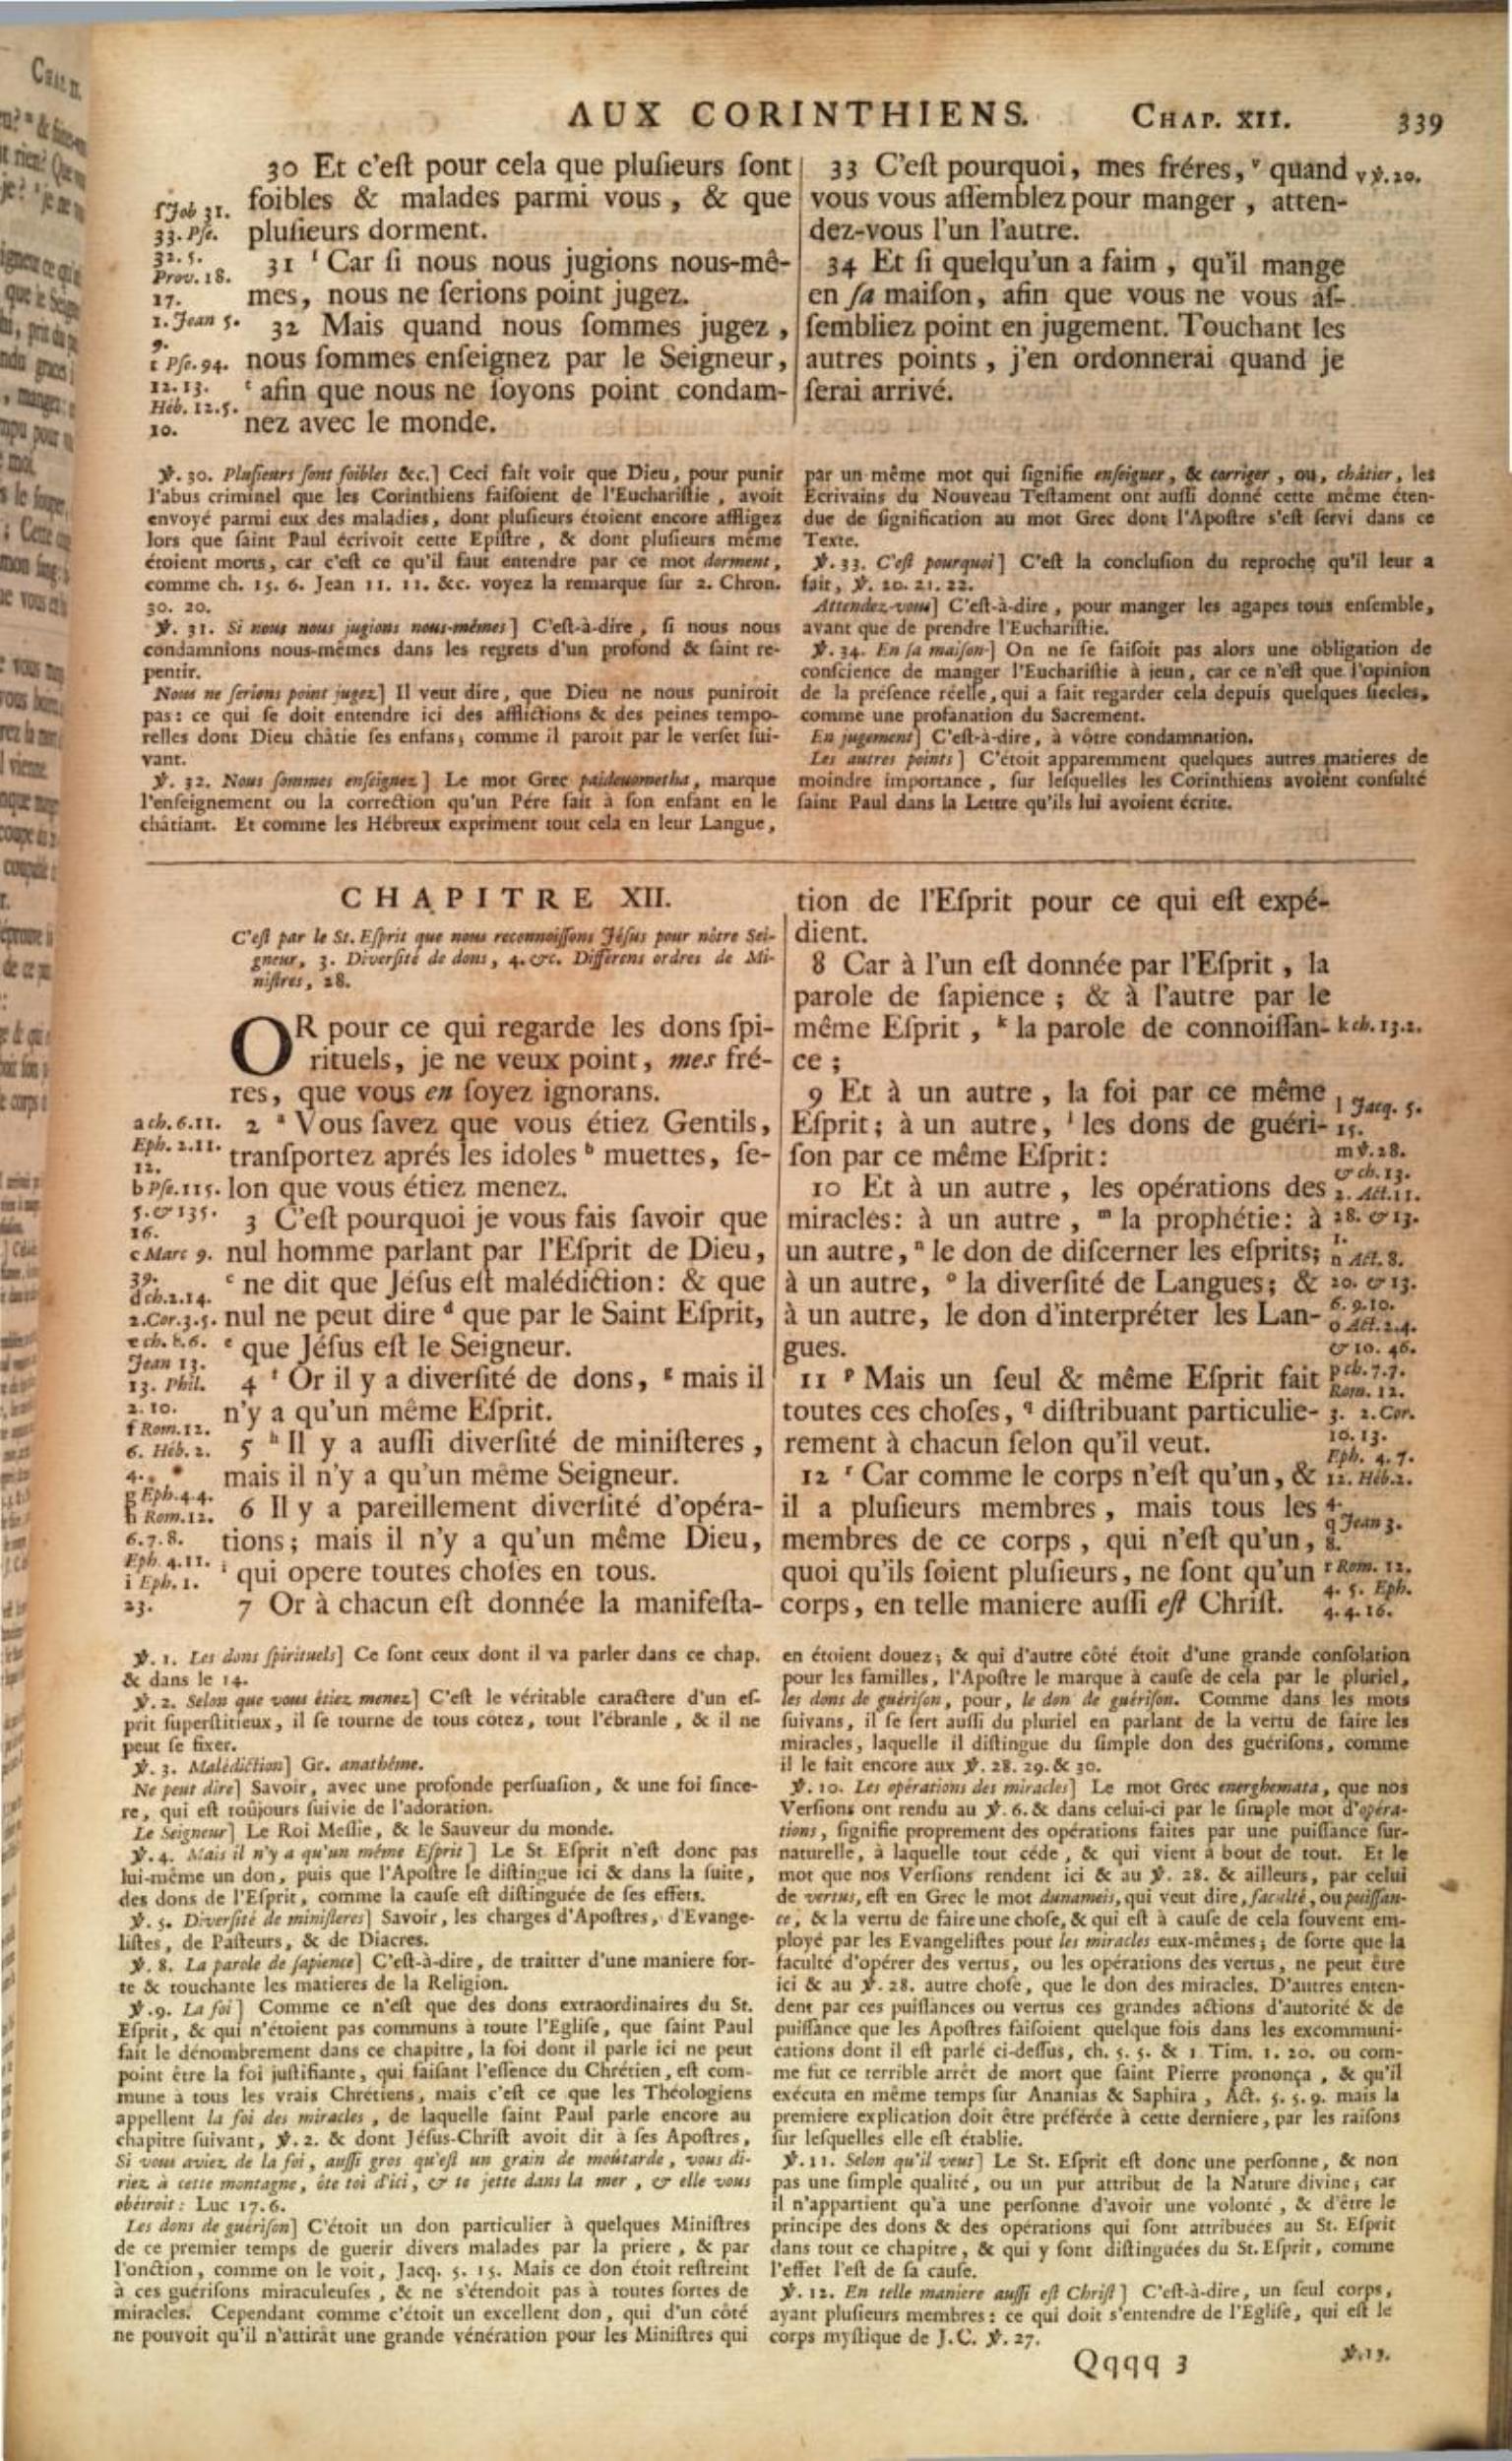 AUX CORINTHIENS. CHAP. XII. 339
30 Et c'eſt pour cela que pluſieurs ſont
foibles & malades parmi vous, & que
pluſieurs dorment.
31 ſ Car ſi nous nous jugions nous-mê-
mes, nous ne ſerions point jugez.
32 Mais quand nous ſommes jugez,
nous ſommes enſeignez par le Seigneur,
t afin que nous ne ſoyons point condam-
nez avec le monde.
ſ Job 31.
33. Pſe.
32. 5.
Prov. 18.
17.
1. Jean 5.
9.
t Pſe. 94.
12. 13.
Héb. 12. 5.
10.
33 C'eſt pourquoi, mes fréres, v quand
vous vous aſſemblez pour manger, atten-
dez-vous l'un l'autre.
34 Et ſi quelqu'un a faim, qu'il mange
en ſa maiſon, afin que vous ne vous aſ-
ſembliez point en jugement. Touchant les
autres points, j'en ordonnerai quand je
ſerai arrivé.
v ℣. 20.
℣. 30. Pluſieurs ſont foibles &c.] Ceci fait voir que Dieu, pour punir
l'abus criminel que les Corinthiens faiſoient de l'Euchariſtie, avoit
envoyé parmi eux des maladies, dont pluſieurs étoient encore affligez
lors que ſaint Paul écrivoit cette Epiſtre, & dont pluſieurs même
étoient morts, car c'eſt ce qu'il faut entendre par ce mot dorment,
comme ch. 15. 6. Jean 11. 11. &c. voyez la remarque ſur 2. Chron.
30. 20.
℣. 31. Si nous nous jugions nous-mêmes] C'eſt-à-dire, ſi nous nous
condamnions nous-mêmes dans les regrets d'un profond & ſaint re-
pentir.
Nous ne ſerions point jugez] Il veut dire, que Dieu ne nous puniroit
pas: ce qui ſe doit entendre ici des afflictions & des peines tempo-
relles dont Dieu châtie ſes enfans; comme il paroit par le verſet ſui-
vant.
℣. 32. Nous ſommes enſeignez] Le mot Grec paideuometha, marque
l'enſeignement ou la correction qu'un Pére fait à ſon enfant en le
châtiant. Et comme les Hébreux expriment tout cela en leur Langue,
par un même mot qui ſignifie enſeigner, & corriger, ou, châtier, les
Ecrivains du Nouveau Teſtament ont auſſi donné cette même éten-
due de ſignification au mot Grec dont l'Apoſtre s'eſt ſervi dans ce
Texte.
℣. 33. C'eſt pourquoi] C'eſt la concluſion du reproche qu'il leur a
fait, ℣. 20. 21. 22.
Attendez-vous] C'eſt-à-dire, pour manger les agapes tous enſemble,
avant que de prendre l'Euchariſtie.
℣. 34. En ſa maiſon] On ne ſe faiſoit pas alors une obligation de
conſcience de manger l'Euchariſtie à jeun, car ce n'eſt que l'opinion
de la préſence réelle, qui a fait regarder cela depuis quelques ſiecles,
comme une profanation du Sacrement.
En jugement] C'eſt-à-dire, à vôtre condamnation.
Les autres points] C'étoit apparemment quelques autres matieres de
moindre importance, ſur leſquelles les Corinthiens avoient conſulté
ſaint Paul dans la Lettre qu'ils lui avoient écrite.
CHAPITRE XII.
C'eſt par le St. Eſprit que nous reconnoiſſons Jéſus pour nôtre Sei-
gneur, 3. Diverſité de dons, 4. &c. Différens ordres de Mi-
niſtres, 28.
OR pour ce qui regarde les dons ſpi-
rituels, je ne veux point, mes fré-
res, que vous en ſoyez ignorans.
2 a Vous ſavez que vous étiez Gentils,
tranſportez aprés les idoles b muettes, ſe-
lon que vous étiez menez.
3 C'eſt pourquoi je vous fais ſavoir que
nul homme parlant par l'Eſprit de Dieu,
c ne dit que Jéſus eſt malédiction: & que
nul ne peut dire d que par le Saint Eſprit,
e que Jéſus eſt le Seigneur.
4 f Or il y a diverſité de dons, g mais il
n'y a qu'un même Eſprit.
5 h Il y a auſſi diverſité de miniſteres,
mais il n'y a qu'un même Seigneur.
6 Il y a pareillement diverſité d'opéra-
tions; mais il n'y a qu'un même Dieu,
i qui opere toutes choſes en tous.
7 Or à chacun eſt donnée la manifeſta-
a ch. 6. 11.
Eph. 2. 11.
12.
b Pſe. 115.
5. & 135.
16.
c Marc 9.
39.
d ch. 2. 14.
2. Cor. 3. 5.
e ch. 8. 6.
Jean 13.
13. Phil.
2. 10.
f Rom. 12.
6. Héb. 2.
4.
g Eph. 4. 4.
h Rom. 12.
6. 7. 8.
Eph. 4. 11.
i Eph. 1.
23.
tion de l'Eſprit pour ce qui eſt expé-
dient.
8 Car à l'un eſt donnée par l'Eſprit, la
parole de ſapience; & à l'autre par le
même Eſprit, k la parole de connoiſſan-
ce;
9 Et à un autre, la foi par ce même
Eſprit; à un autre, l les dons de guéri-
ſon par ce même Eſprit:
10 Et à un autre, les opérations des
miracles: à un autre, m la prophétie: à
un autre, n le don de diſcerner les eſprits;
à un autre, o la diverſité de Langues; &
à un autre, le don d'interpréter les Lan-
gues.
11 p Mais un ſeul & même Eſprit fait
toutes ces choſes, q diſtribuant particulie-
rement à chacun ſelon qu'il veut.
12 r Car comme le corps n'eſt qu'un, &
il a pluſieurs membres, mais tous les
membres de ce corps, qui n'eſt qu'un,
quoi qu'ils ſoient pluſieurs, ne ſont qu'un
corps, en telle maniere auſſi eſt Chriſt.
k ch. 13. 2.
l Jacq. 5.
15.
m ℣. 28.
& ch. 13.
2. Act. 11.
28. & 13.
1.
n Act. 8.
20. & 13.
6. 9. 10.
o Act. 2. 4.
& 10. 46.
p ch. 7. 7.
Rom. 12.
3. 2. Cor.
10. 13.
Eph. 4. 7.
12. Héb. 2.
4.
q Jean 3.
8.
r Rom. 12.
4. 5. Eph.
4. 4. 16.
℣. 1. Les dons ſpirituels] Ce ſont ceux dont il va parler dans ce chap.
& dans le 14.
℣. 2. Selon que vous étiez menez] C'eſt le véritable caractere d'un eſ-
prit ſuperſtitieux, il ſe tourne de tous côtez, tout l'ébranle, & il ne
peut ſe fixer.
℣. 3. Malédiction] Gr. anathême.
Ne peut dire] Savoir, avec une profonde perſuaſion, & une foi ſince-
re, qui eſt toûjours ſuivie de l'adoration.
Le Seigneur] Le Roi Meſſie, & le Sauveur du monde.
℣. 4. Mais il n'y a qu'un même Eſprit] Le St. Eſprit n'eſt donc pas
lui-même un don, puis que l'Apoſtre le diſtingue ici & dans la ſuite,
des dons de l'Eſprit, comme la cauſe eſt diſtinguée de ſes effets.
℣. 5. Diverſité de miniſteres] Savoir, les charges d'Apoſtres, d'Evange-
liſtes, de Paſteurs, & de Diacres.
℣. 8. La parole de ſapience] C'eſt-à-dire, de traitter d'une maniere for-
te & touchante les matieres de la Religion.
℣. 9. La foi] Comme ce n'eſt que des dons extraordinaires du St.
Eſprit, & qui n'étoient pas communs à toute l'Egliſe, que ſaint Paul
fait le dénombrement dans ce chapitre, la foi dont il parle ici ne peut
point être la foi juſtifiante, qui faiſant l'eſſence du Chrétien, eſt com-
mune à tous les vrais Chrétiens, mais c'eſt ce que les Théologiens
appellent la foi des miracles, de laquelle ſaint Paul parle encore au
chapitre ſuivant, ℣. 2. & dont Jéſus-Chriſt avoit dit à ſes Apoſtres,
Si vous aviez de la foi, auſſi gros qu'eſt un grain de moûtarde, vous di-
riez à cette montagne, ôte toi d'ici, & te jette dans la mer, & elle vous
obéiroit: Luc 17. 6.
Les dons de guériſon] C'étoit un don particulier à quelques Miniſtres
de ce premier temps de guerir divers malades par la priere, & par
l'onction, comme on le voit, Jacq. 5. 15. Mais ce don étoit reſtreint
à ces guériſons miraculeuſes, & ne s'étendoit pas à toutes ſortes de
miracles. Cependant comme c'étoit un excellent don, qui d'un côté
ne pouvoit qu'il n'attirât une grande vénération pour les Miniſtres qui
en étoient douez; & qui d'autre côté étoit d'une grande conſolation
pour les familles, l'Apoſtre le marque à cauſe de cela par le pluriel,
les dons de guériſon, pour, le don de guériſon. Comme dans les mots
ſuivans, il ſe ſert auſſi du pluriel en parlant de la vertu de faire les
miracles, laquelle il diſtingue du ſimple don des guériſons, comme
il le fait encore aux ℣. 28. 29. & 30.
℣. 10. Les opérations des miracles] Le mot Grec energhemata, que nos
Verſions ont rendu au ℣. 6. & dans celui-ci par le ſimple mot d'opéra-
tions, ſignifie proprement des opérations faites par une puiſſance ſur-
naturelle, à laquelle tout céde, & qui vient à bout de tout. Et le
mot que nos Verſions rendent ici & au ℣. 28. & ailleurs, par celui
de vertus, eſt en Grec le mot dunameis, qui veut dire, faculté, ou puiſſan-
ce, & la vertu de faire une choſe, & qui eſt à cauſe de cela ſouvent em-
ployé par les Evangeliſtes pour les miracles eux-mêmes; de ſorte que la
faculté d'opérer des vertus, ou les opérations des vertus, ne peut être
ici & au ℣. 28. autre choſe, que le don des miracles. D'autres enten-
dent par ces puiſſances ou vertus ces grandes actions d'autorité & de
puiſſance que les Apoſtres faiſoient quelque fois dans les excommuni-
cations dont il eſt parlé ci-deſſus, ch. 5. 5. & 1. Tim. 1. 20. ou com-
me fut ce terrible arrêt de mort que ſaint Pierre prononça, & qu'il
exécuta en même temps ſur Ananias & Saphira, Act. 5. 5. 9. mais la
premiere explication doit être préférée à cette derniere, par les raiſons
ſur leſquelles elle eſt établie.
℣. 11. Selon qu'il veut] Le St. Eſprit eſt donc une perſonne, & non
pas une ſimple qualité, ou un pur attribut de la Nature divine; car
il n'appartient qu'à une perſonne d'avoir une volonté, & d'être le
principe des dons & des opérations qui ſont attribuées au St. Eſprit
dans tout ce chapitre, & qui y ſont diſtinguées du St. Eſprit, comme
l'effet l'eſt de ſa cauſe.
℣. 12. En telle maniere auſſi eſt Chriſt] C'eſt-à-dire, un ſeul corps,
ayant pluſieurs membres: ce qui doit s'entendre de l'Egliſe, qui eſt le
corps myſtique de J. C. ℣. 27.
Qqqq 3
℣. 13.